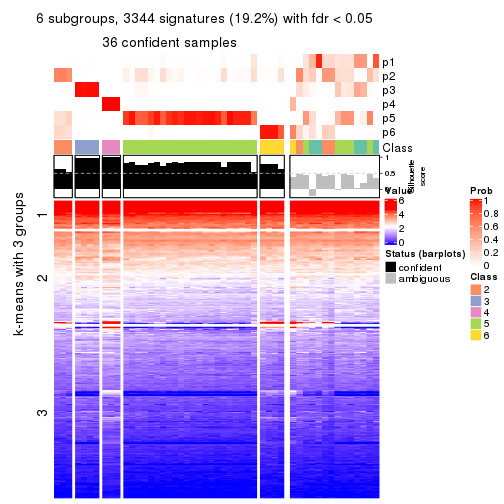 6 subgroups, 3344 signatures (19.2%) with fdr < 0.05
36 confident samples
p1
p2
p3
p4
p5
p6
Class
1
0.5
0
Silhouette
score
k-means with 3 groups
1
2
3
Value
6
4
2
0
Status (barplots)
confident
ambiguous
Prob
1
0.8
0.6
0.4
0.2
0
Class
2
3
4
5
6